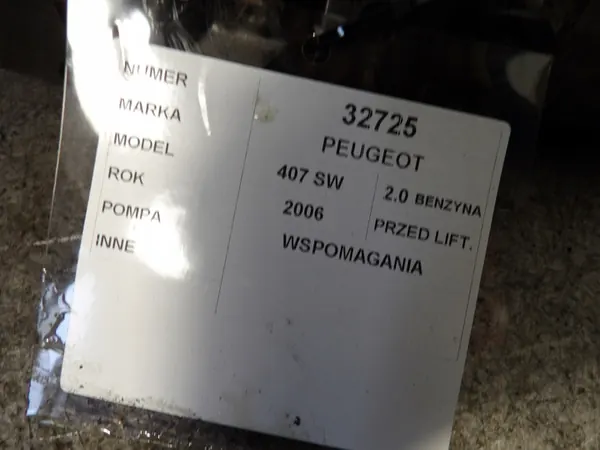 NUMER 32725
MARKA PEUGEOT
MODEL 407 SW 2.0 BENZYNA
ROK 2006 PRZED LIFT.
POMPA WSPOMAGANIA
INNE